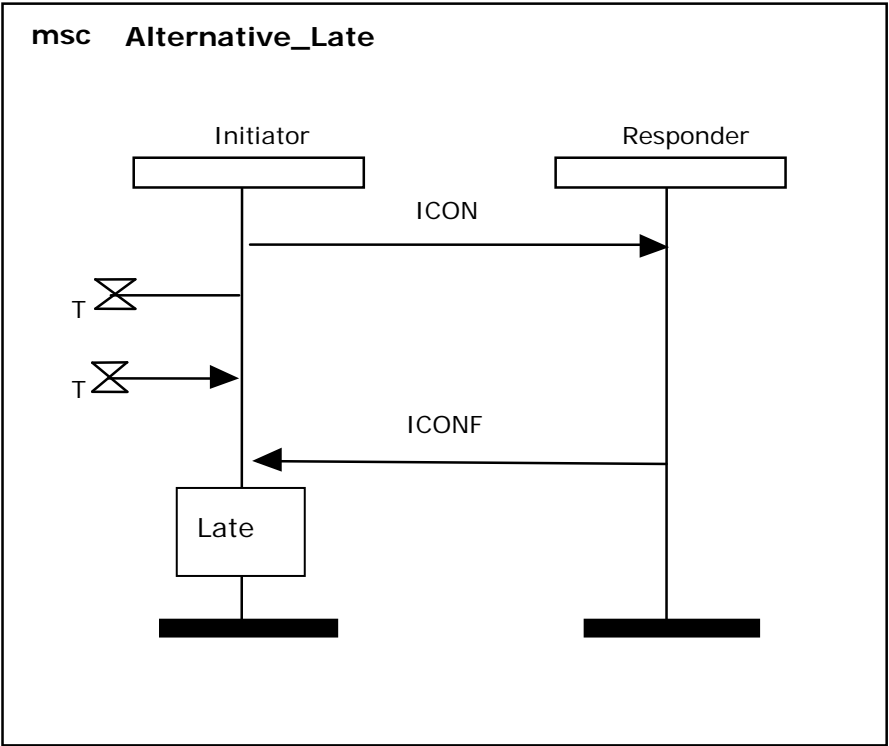 msc Alternative_Late
Initiator
Responder
ICON
T
T
ICONF
Late